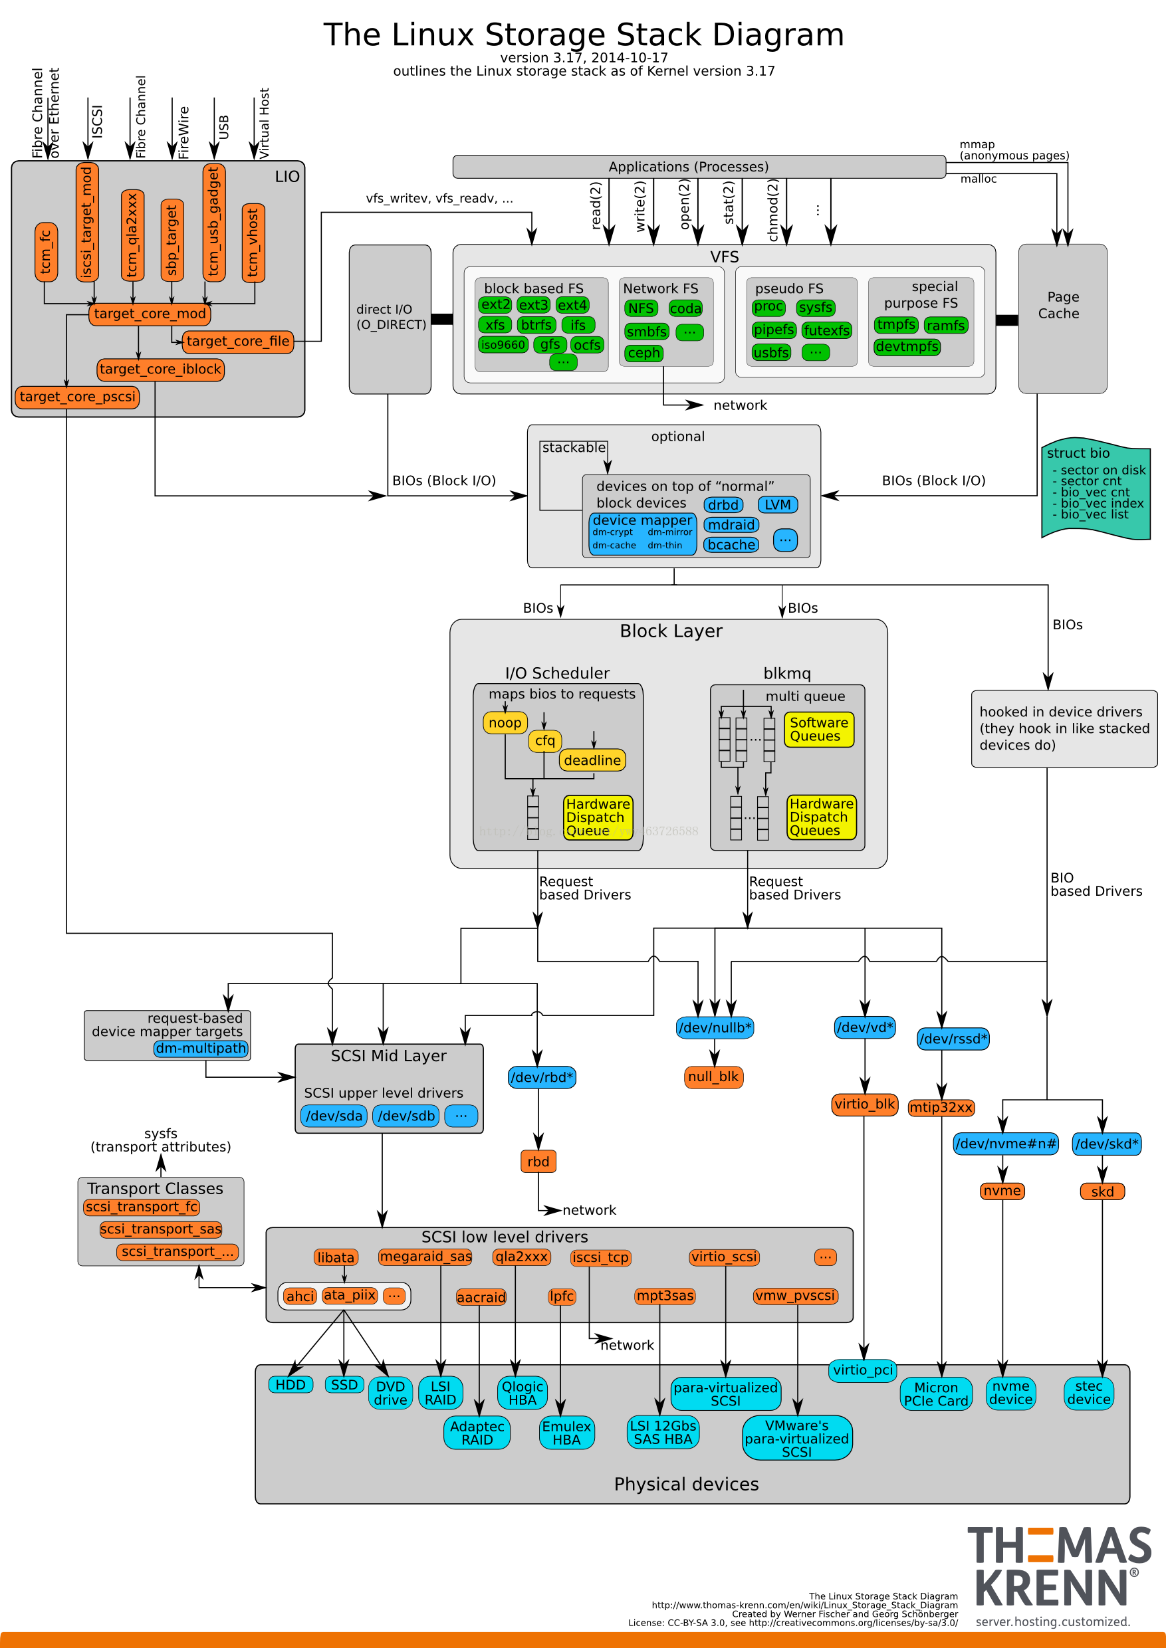 The Linux Storage Stack Diagram
version 3.17, 2014-10-17
outlines the Linux storage stack as of Kernel version 3.17
Fibre Channel
over Ethernet
ISCSI
Fibre Channel
FireWire
USB
Virtual Host
LIO
tcm_fc
iscsi_target_mod
tcm_qla2xxx
sbp_target
tcm_usb_gadget
tcm_vhost
target_core_mod
target_core_file
target_core_iblock
target_core_pscsi
Applications (Processes)
mmap
(anonymous pages)
malloc
vfs_writev, vfs_readv, ...
read(2)
write(2)
open(2)
stat(2)
chmod(2)
...
VFS
direct I/O
(O_DIRECT)
block based FS
ext2
ext3
ext4
xfs
btrfs
ifs
iso9660
gfs
ocfs
...
Network FS
NFS
coda
smbfs
...
ceph
pseudo FS
proc
sysfs
pipefs
futexfs
usbfs
...
special
purpose FS
tmpfs
ramfs
devtmpfs
Page
Cache
network
optional
stackable
devices on top of “normal”
block devices
drbd
LVM
device mapper
dm-crypt
dm-mirror
dm-cache
dm-thin
mdraid
bcache
...
BIOs (Block I/O)
BIOs (Block I/O)
struct bio
- sector on disk
- sector cnt
- bio_vec cnt
- bio_vec index
- bio_vec list
BIOs
BIOs
BIOs
Block Layer
I/O Scheduler
maps bios to requests
noop
cfq
deadline
Hardware
Dispatch
Queue
blkmq
multi queue
Software
Queues
...
Hardware
Dispatch
Queues
...
hooked in device drivers
(they hook in like stacked
devices do)
Request
based Drivers
Request
based Drivers
BIO
based Drivers
request-based
device mapper targets
dm-multipath
SCSI Mid Layer
SCSI upper level drivers
/dev/sda
/dev/sdb
...
/dev/rbd*
rbd
network
/dev/nullb*
null_blk
/dev/vd*
virtio_blk
/dev/rssd*
mtip32xx
/dev/nvme#n#
nvme
/dev/skd*
skd
sysfs
(transport attributes)
Transport Classes
scsi_transport_fc
scsi_transport_sas
scsi_transport_...
SCSI low level drivers
libata
megaraid_sas
qla2xxx
iscsi_tcp
virtio_scsi
...
ahci
ata_piix
...
aacraid
lpfc
mpt3sas
vmw_pvscsi
network
HDD
SSD
DVD
drive
LSI
RAID
Adaptec
RAID
Qlogic
HBA
Emulex
HBA
LSI 12Gbs
SAS HBA
para-virtualized
SCSI
VMware's
para-virtualized
SCSI
virtio_pci
Micron
PCIe Card
nvme
device
stec
device
Physical devices
THOMAS
KRENN®
server.hosting.customized.
The Linux Storage Stack Diagram
http://www.thomas-krenn.com/en/wiki/Linux_Storage_Stack_Diagram
Created by Werner Fischer and Georg Schönberger
License: CC-BY-SA 3.0, see http://creativecommons.org/licenses/by-sa/3.0/